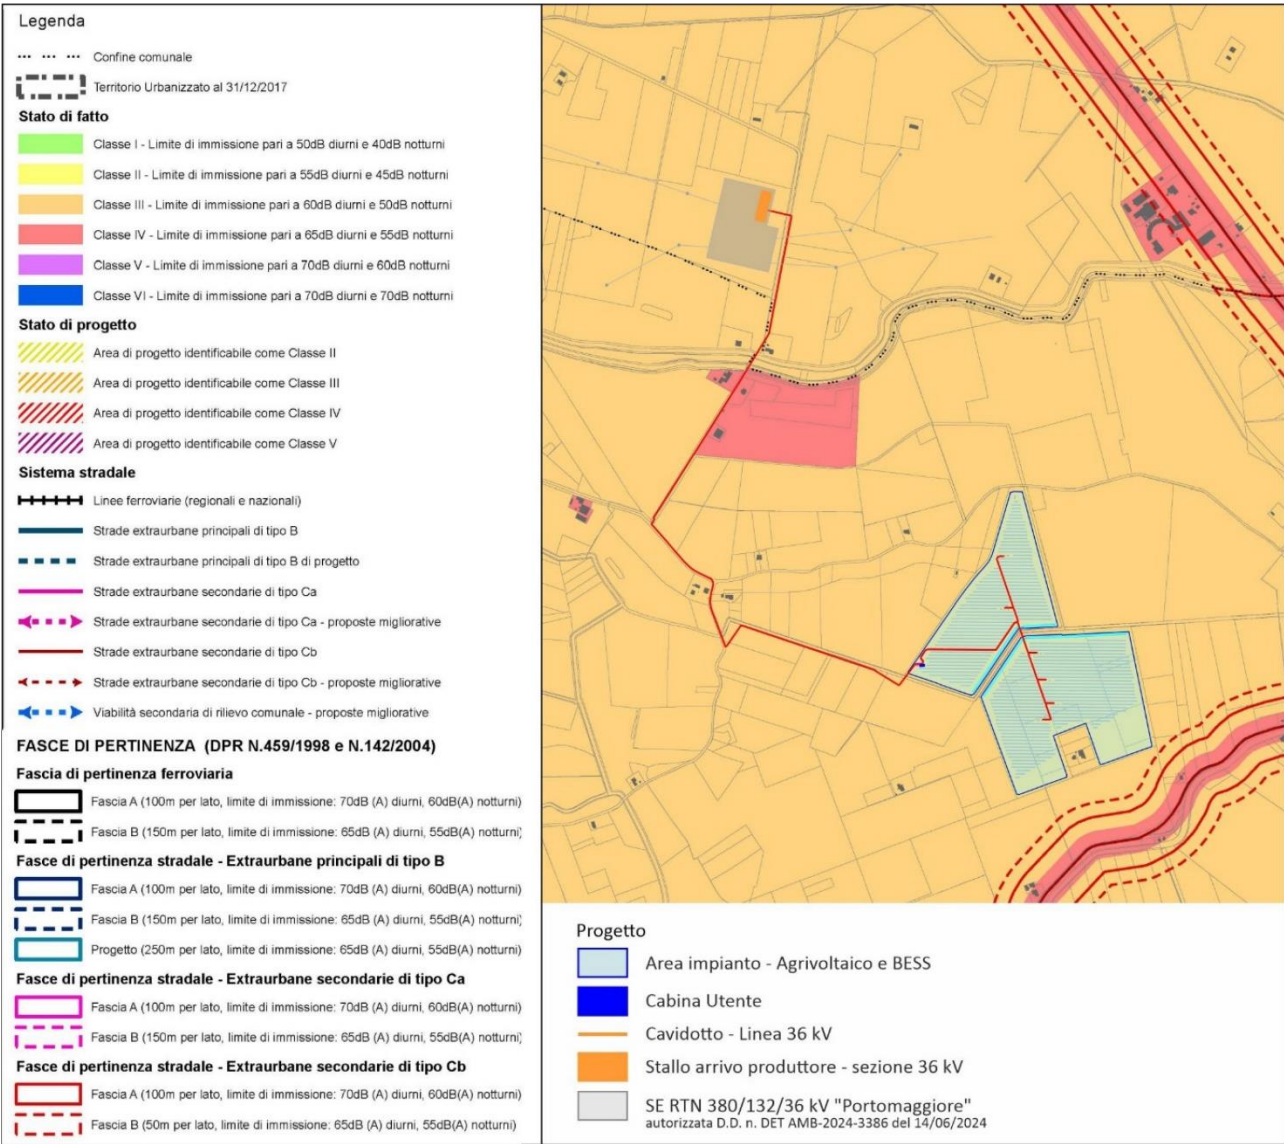 Legenda
Confine comunale
Territorio Urbanizzato al 31/12/2017
Stato di fatto
Classe I - Limite di immissione pari a 50dB diurni e 40dB notturni
Classe II - Limite di immissione pari a 55dB diurni e 45dB notturni
Classe III - Limite di immissione pari a 60dB diurni e 50dB notturni
Classe IV - Limite di immissione pari a 65dB diurni e 55dB notturni
Classe V - Limite di immissione pari a 70dB diurni e 60dB notturni
Classe VI - Limite di immissione pari a 70dB diurni e 70dB notturni
Stato di progetto
Area di progetto identificabile come Classe II
Area di progetto identificabile come Classe III
Area di progetto identificabile come Classe IV
Area di progetto identificabile come Classe V
Sistema stradale
Linee ferroviarie (regionali e nazionali)
Strade extraurbane principali di tipo B
Strade extraurbane principali di tipo B di progetto
Strade extraurbane secondarie di tipo Ca
Strade extraurbane secondarie di tipo Ca - proposte migliorative
Strade extraurbane secondarie di tipo Cb
Strade extraurbane secondarie di tipo Cb - proposte migliorative
Viabilità secondaria di rilievo comunale - proposte migliorative
FASCE DI PERTINENZA (DPR N.459/1998 e N.142/2004)
Fascia di pertinenza ferroviaria
Fascia A (100m per lato, limite di immissione: 70dB (A) diurni, 60dB(A) notturni)
Fascia B (150m per lato, limite di immissione: 65dB (A) diurni, 55dB(A) notturni)
Fasce di pertinenza stradale - Extraurbane principali di tipo B
Fascia A (100m per lato, limite di immissione: 70dB (A) diurni, 60dB(A) notturni)
Fascia B (150m per lato, limite di immissione: 65dB (A) diurni, 55dB(A) notturni)
Progetto (250m per lato, limite di immissione: 65dB (A) diurni, 55dB(A) notturni)
Fasce di pertinenza stradale - Extraurbane secondarie di tipo Ca
Fascia A (100m per lato, limite di immissione: 70dB (A) diurni, 60dB(A) notturni)
Fascia B (150m per lato, limite di immissione: 65dB (A) diurni, 55dB(A) notturni)
Fasce di pertinenza stradale - Extraurbane secondarie di tipo Cb
Fascia A (100m per lato, limite di immissione: 70dB (A) diurni, 60dB(A) notturni)
Fascia B (50m per lato, limite di immissione: 65dB (A) diurni, 55dB(A) notturni)
Progetto
Area impianto - Agrivoltaico e BESS
Cabina Utente
Cavidotto - Linea 36 kV
Stallo arrivo produttore - sezione 36 kV
SE RTN 380/132/36 kV "Portomaggiore"
autorizzata D.D. n. DET AMB-2024-3386 del 14/06/2024